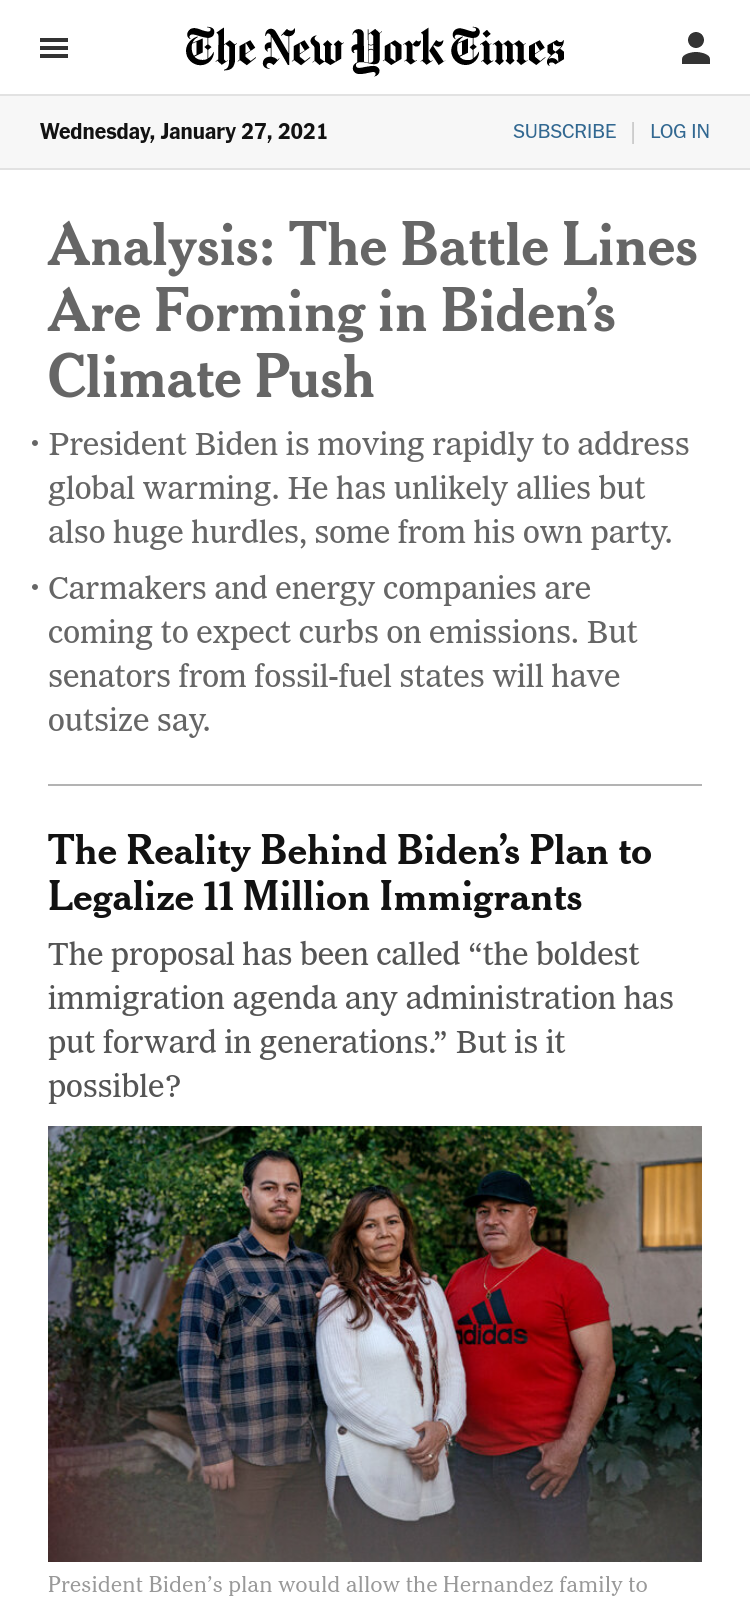 The New York Times
Wednesday, January 27, 2021
SUBSCRIBE | LOG IN
Analysis: The Battle Lines
Are Forming in Biden’s
Climate Push
• President Biden is moving rapidly to address
global warming. He has unlikely allies but
also huge hurdles, some from his own party.
• Carmakers and energy companies are
coming to expect curbs on emissions. But
senators from fossil-fuel states will have
outsize say.
The Reality Behind Biden’s Plan to
Legalize 11 Million Immigrants
The proposal has been called “the boldest
immigration agenda any administration has
put forward in generations.” But is it
possible?
adidas
President Biden’s plan would allow the Hernandez family to